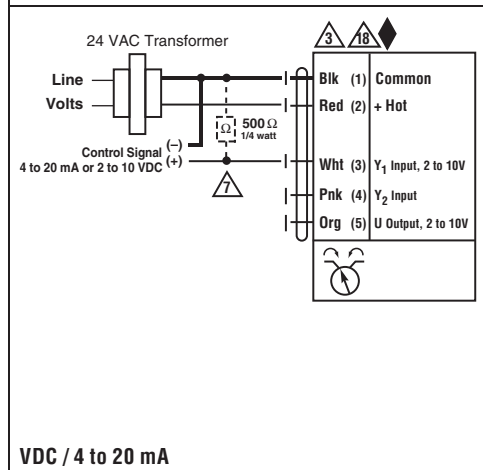 24 VAC Transformer
3
18
Line
Volts
Blk (1) Common
Red (2) + Hot
Ω
500 Ω
1/4 watt
Control Signal (–)
4 to 20 mA or 2 to 10 VDC (+)
7
Wht (3) Y₁ Input, 2 to 10V
Pnk (4) Y₂ Input
Org (5) U Output, 2 to 10V
VDC / 4 to 20 mA